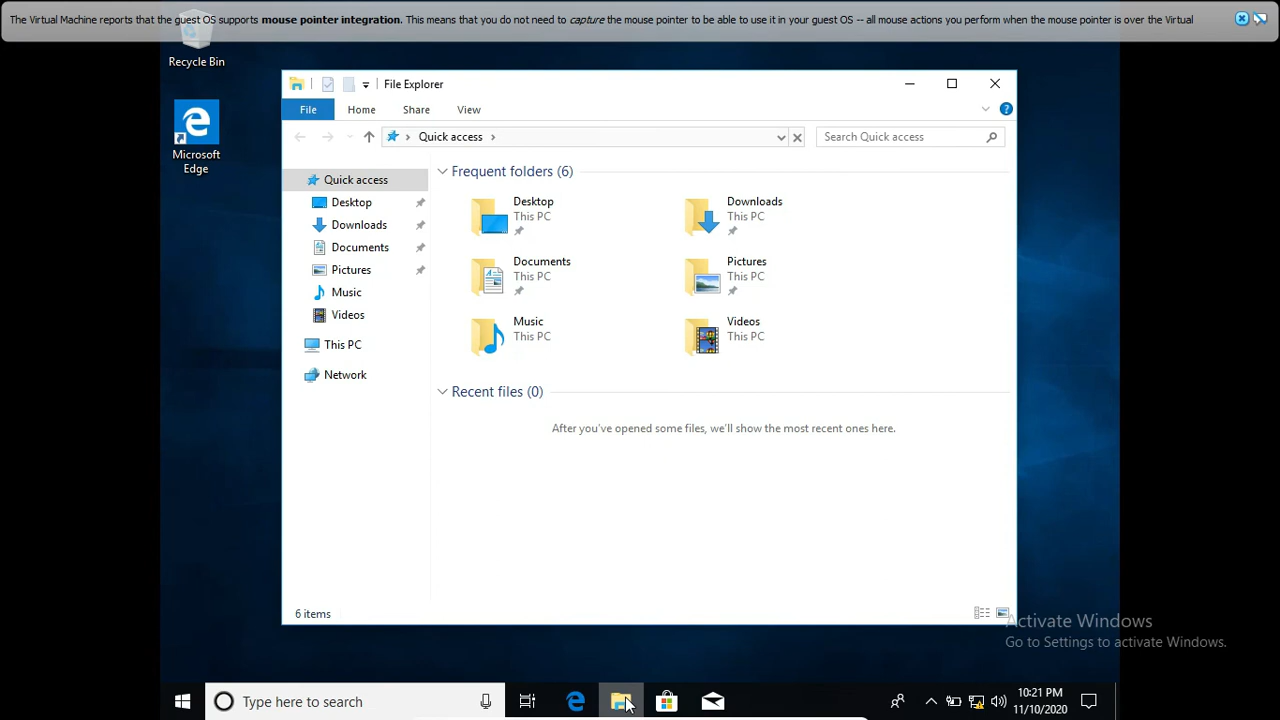 The Virtual Machine reports that the guest OS supports mouse pointer integration. This means that you do not need to capture the mouse pointer to be able to use it in your guest OS -- all mouse actions you perform when the mouse pointer is over the Virtual
Recycle Bin
Microsoft
Edge
File Explorer
File Home Share View
Quick access
Search Quick access
Quick access
Desktop
Downloads
Documents
Pictures
Music
Videos
This PC
Network
Frequent folders (6)
Desktop
This PC
Downloads
This PC
Documents
This PC
Pictures
This PC
Music
This PC
Videos
This PC
Recent files (0)
After you've opened some files, we'll show the most recent ones here.
6 items
Activate Windows
Go to Settings to activate Windows.
Type here to search
10:21 PM
11/10/2020